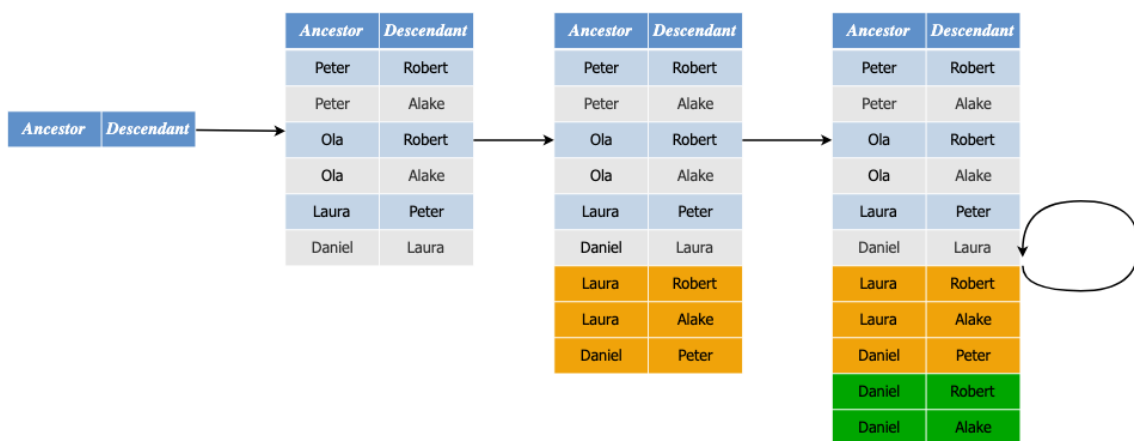 Ancestor Descendant
Ancestor Descendant
Peter Robert
Peter Alake
Ola Robert
Ola Alake
Laura Peter
Daniel Laura
Ancestor Descendant
Peter Robert
Peter Alake
Ola Robert
Ola Alake
Laura Peter
Daniel Laura
Laura Robert
Laura Alake
Daniel Peter
Ancestor Descendant
Peter Robert
Peter Alake
Ola Robert
Ola Alake
Laura Peter
Daniel Laura
Laura Robert
Laura Alake
Daniel Peter
Daniel Robert
Daniel Alake